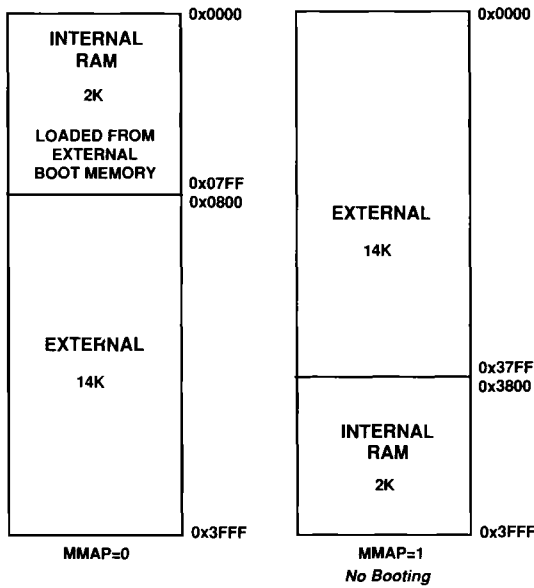 0x0000
INTERNAL
RAM
2K
LOADED FROM
EXTERNAL
BOOT MEMORY
0x07FF
0x0800
EXTERNAL
14K
0x3FFF
MMAP=0
0x0000
EXTERNAL
14K
0x37FF
0x3800
INTERNAL
RAM
2K
0x3FFF
MMAP=1
No Booting